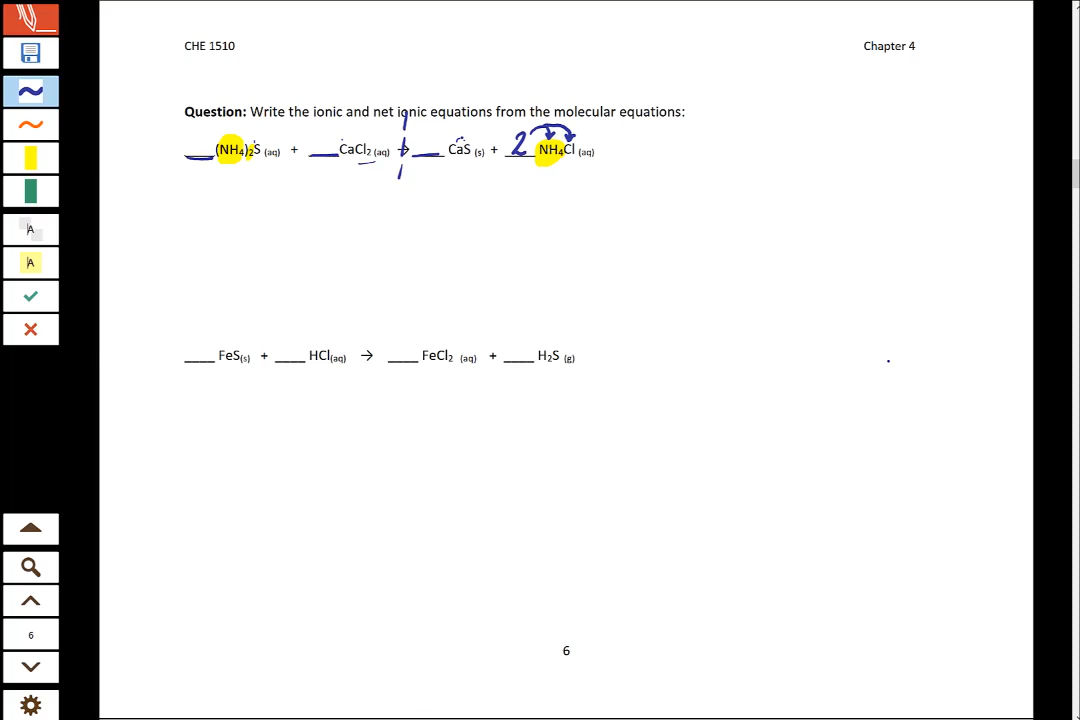 CHE 1510 Chapter 4
Question: Write the ionic and net ionic equations from the molecular equations:
____(NH4)2S (aq) + ____CaCl2 (aq) → ____ CaS (s) + 2 ____NH4Cl (aq)
____ FeS(s) + ____ HCl(aq) → ____ FeCl2 (aq) + ____ H2S (g)
6
A
A
6